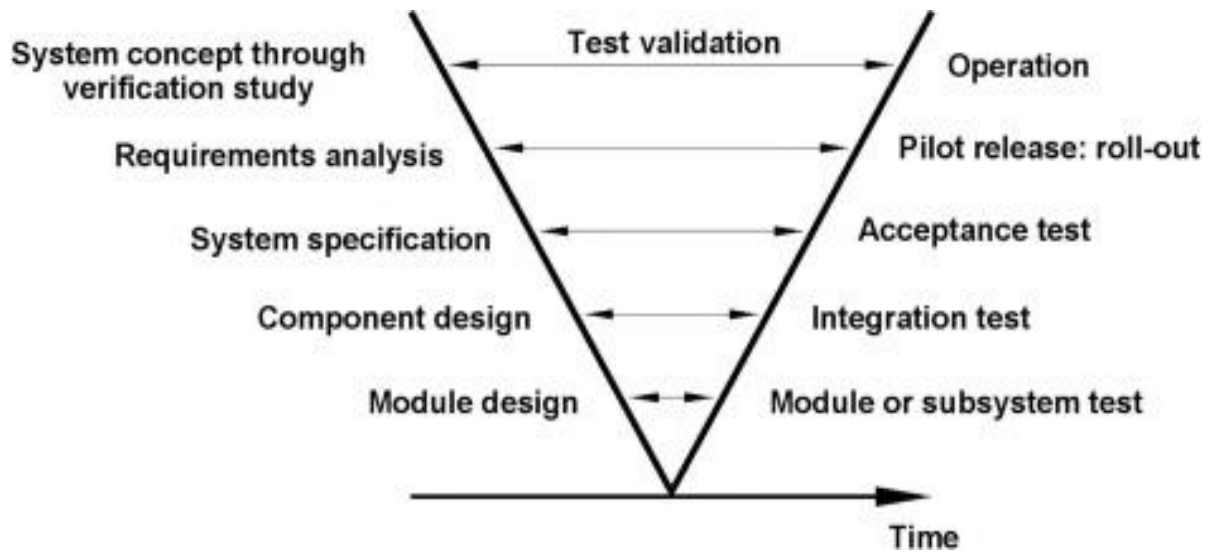 System concept through
verification study
Test validation
Operation
Requirements analysis
Pilot release: roll-out
System specification
Acceptance test
Component design
Integration test
Module design
Module or subsystem test
Time